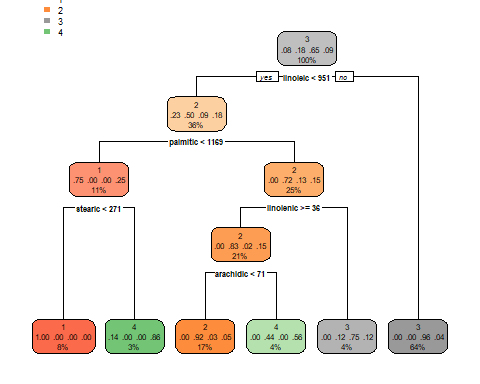 2
3
4
3
.08 .18 .65 .09
100%
yes linoleic < 951 no
2
.23 .50 .09 .18
36%
palmitic < 1169
1
.75 .00 .00 .25
11%
2
.00 .72 .13 .15
25%
stearic < 271
linolenic >= 36
2
.00 .83 .02 .15
21%
arachidic < 71
1
1.00 .00 .00 .00
8%
4
.14 .00 .00 .86
3%
2
.00 .92 .03 .05
17%
4
.00 .44 .00 .56
4%
3
.00 .12 .75 .12
4%
3
.00 .00 .96 .04
64%